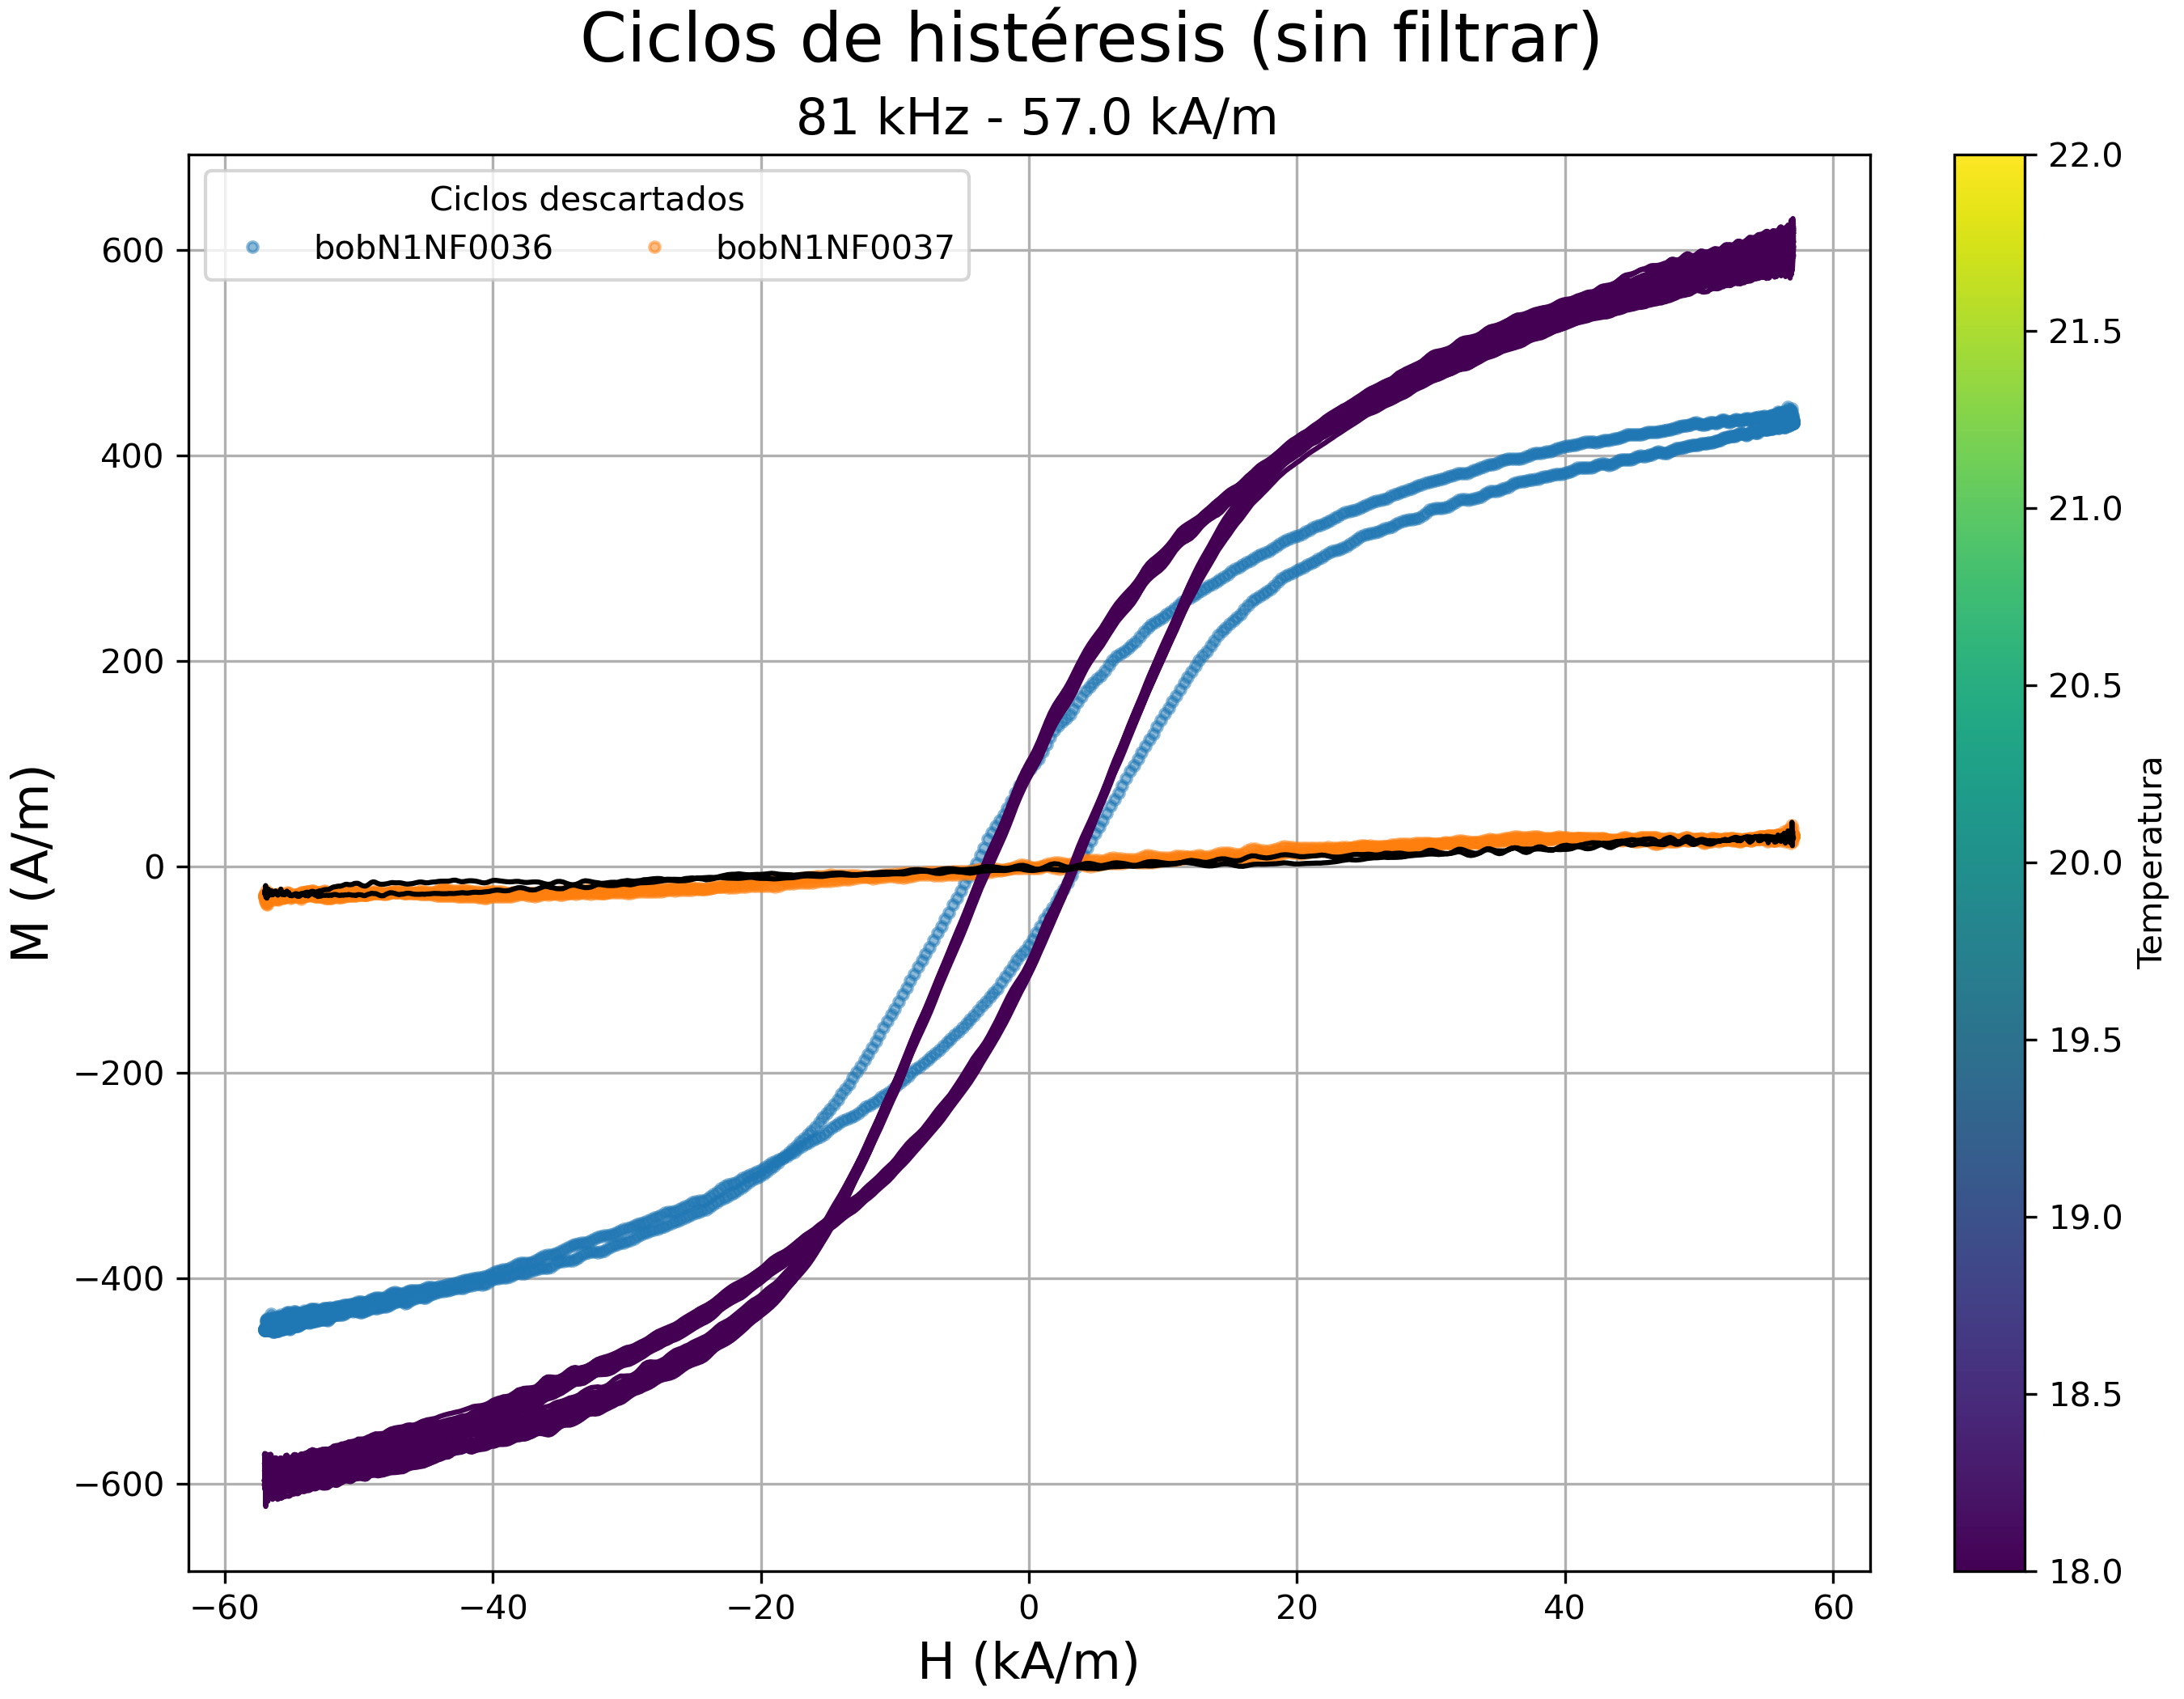 Ciclos de histéresis (sin filtrar)
81 kHz - 57.0 kA/m
Ciclos descartados
bobN1NF0036 bobN1NF0037
M (A/m)
600
400
200
0
−200
−400
−600
−60 −40 −20 0 20 40 60
H (kA/m)
22.0
21.5
21.0
20.5
20.0
19.5
19.0
18.5
18.0
Temperatura